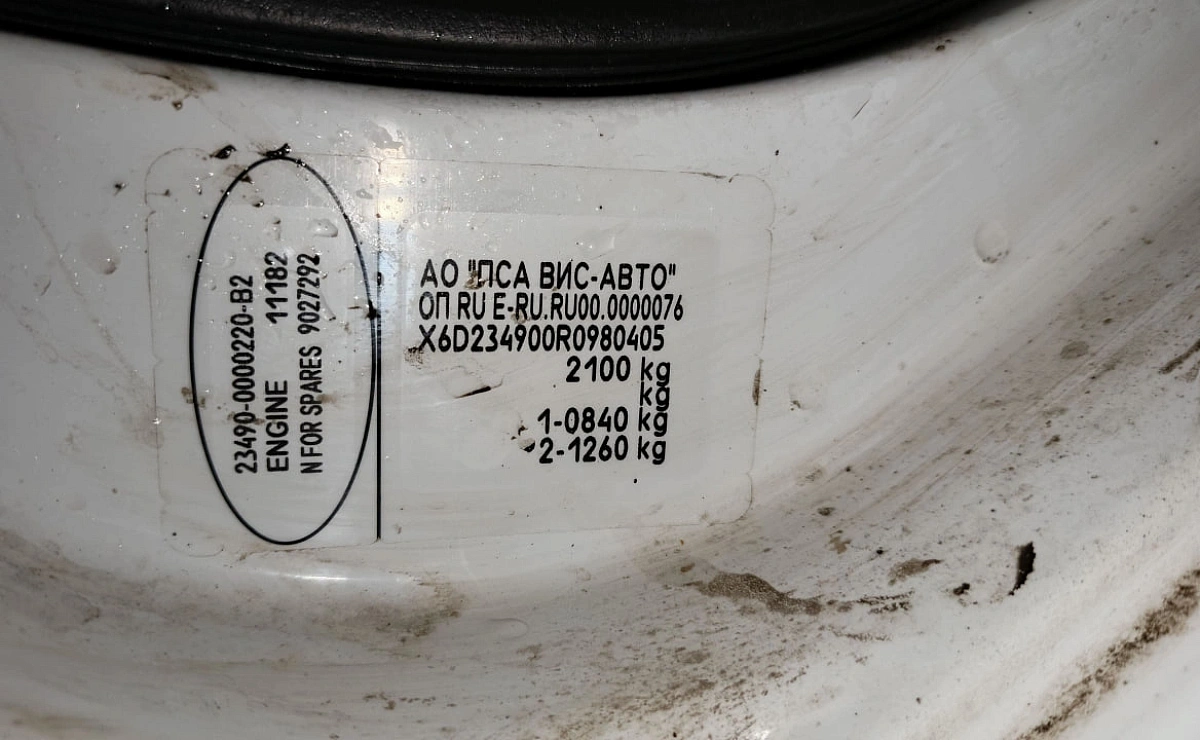 23490-0000220-B2
ENGINE 11182
N FOR SPARES 9027292
АО "ПСА ВИС-АВТО"
ОП RU E-RU.RU00.0000076
X6D234900R0980405
2100 kg
kg
1-0840 kg
2-1260 kg